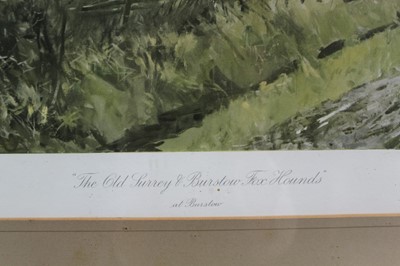 "The Old Surrey & Burstow Fox Hounds"
at Burstow